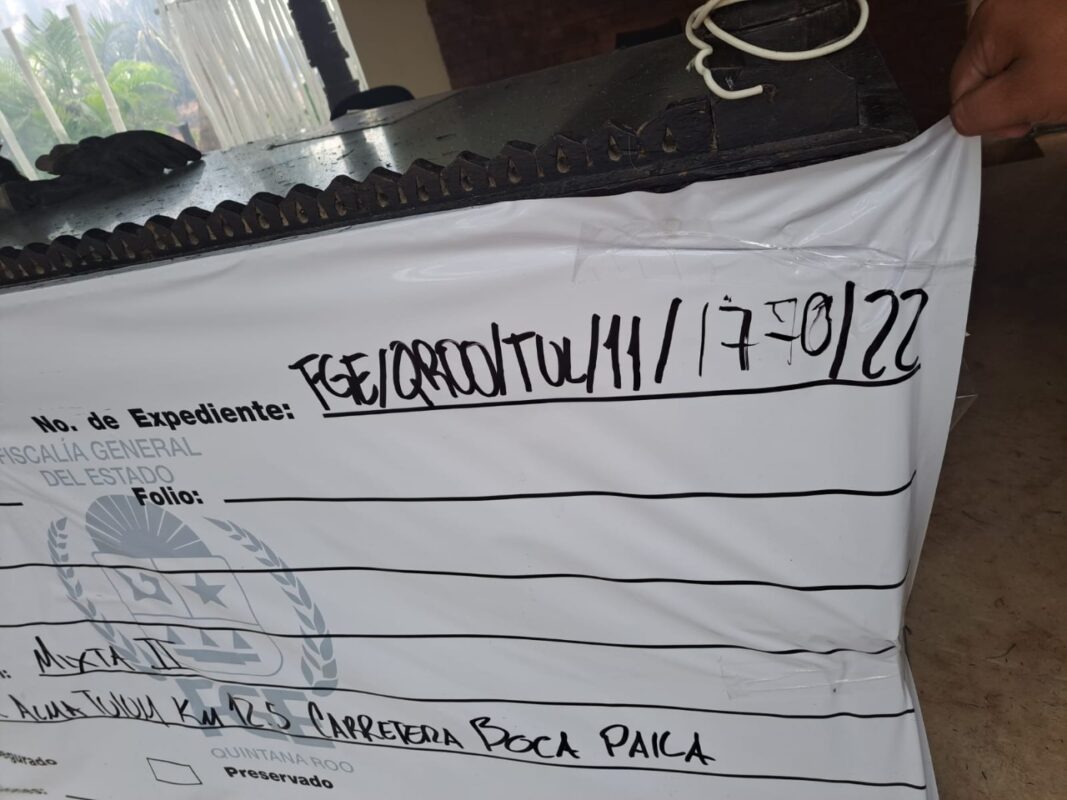 No. de Expediente: FGE/QROO/TUL/11/1770/22
FISCALÍA GENERAL
DEL ESTADO
Folio:
MIXTA II
ALMA TULUM KM 12.5 CARRETERA BOCA PAILA
FGE
QUINTANA ROO
Preservado